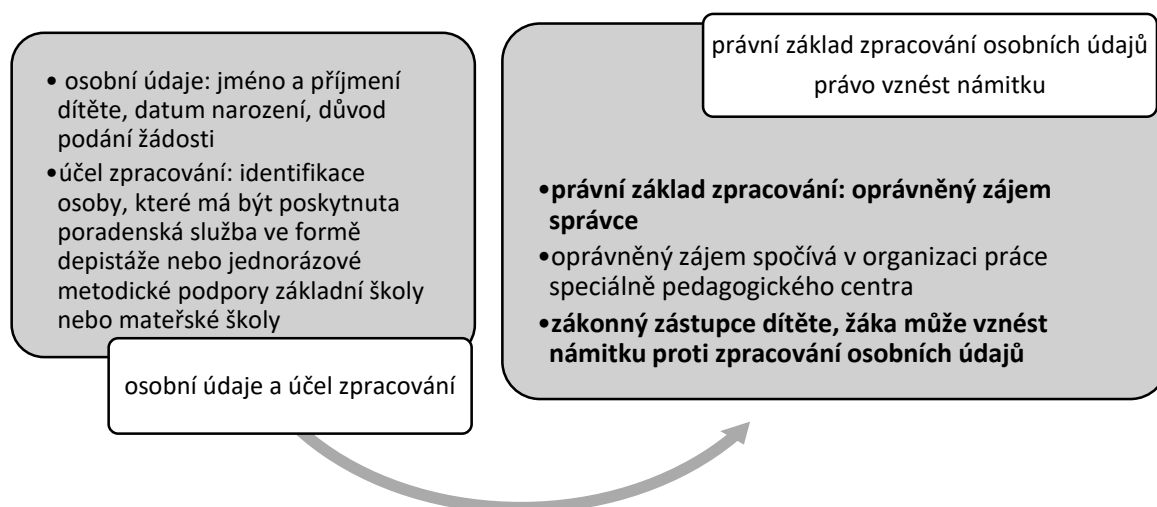 • osobní údaje: jméno a příjmení
dítěte, datum narození, důvod
podání žádosti
•účel zpracování: identifikace
osoby, které má být poskytnuta
poradenská služba ve formě
depistáže nebo jednorázové
metodické podpory základní školy
nebo mateřské školy
osobní údaje a účel zpracování
právní základ zpracování osobních údajů
právo vznést námitku
•právní základ zpracování: oprávněný zájem
správce
•oprávněný zájem spočívá v organizaci práce
speciálně pedagogického centra
•zákonný zástupce dítěte, žáka může vznést
námitku proti zpracování osobních údajů